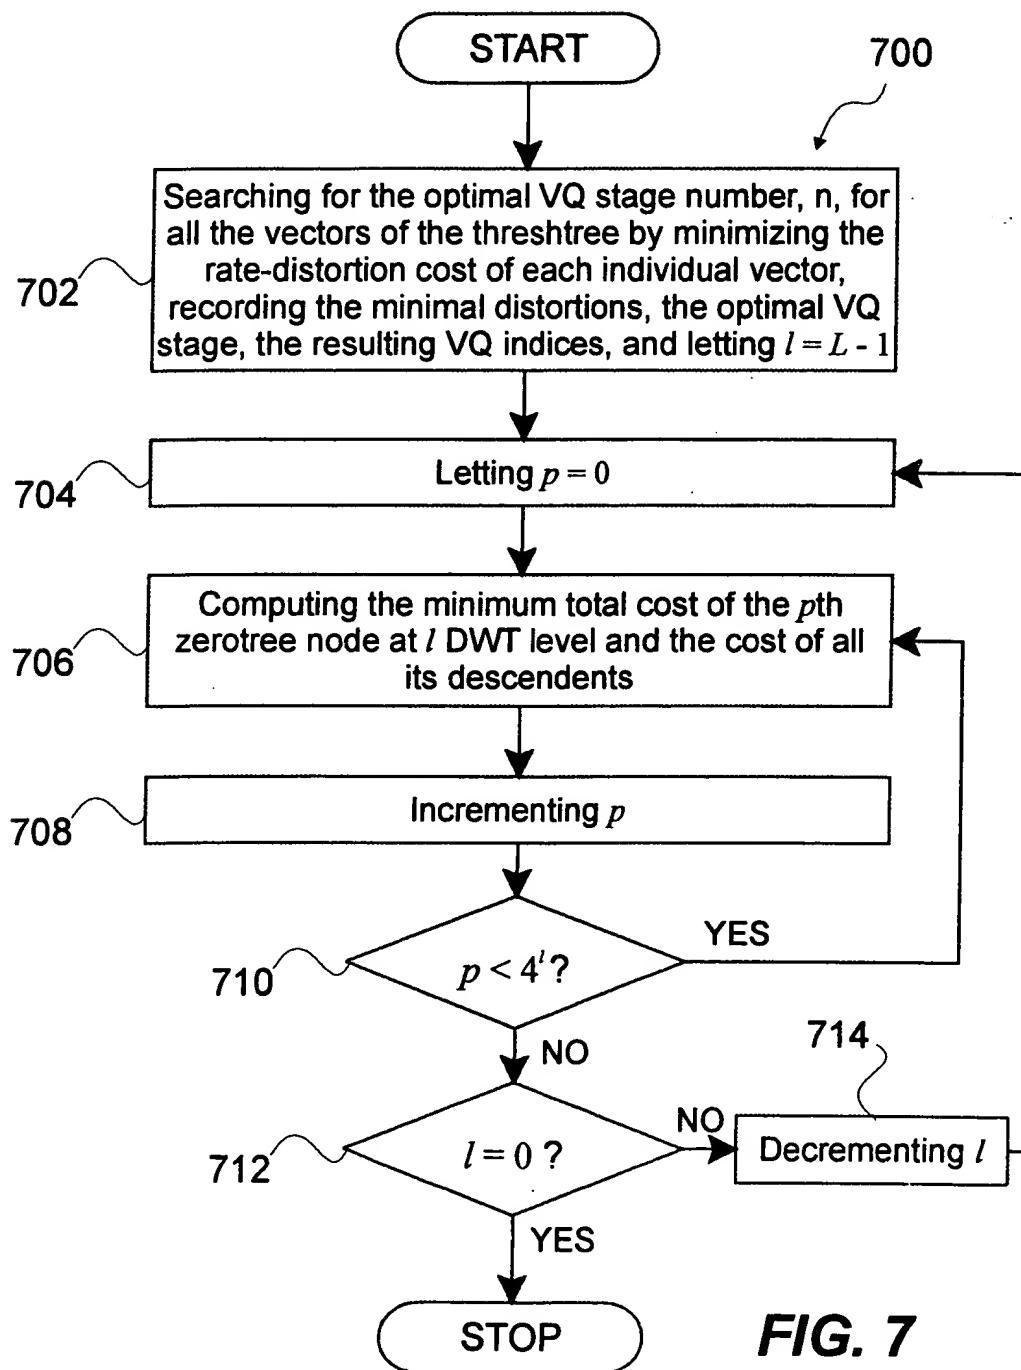 START
700
Searching for the optimal VQ stage number, n, for
all the vectors of the threshtree by minimizing the
rate-distortion cost of each individual vector,
recording the minimal distortions, the optimal VQ
stage, the resulting VQ indices, and letting l = L - 1
702
Letting p = 0
704
Computing the minimum total cost of the pth
zerotree node at l DWT level and the cost of all
its descendents
706
Incrementing p
708
p < 4^l ?
YES
710
NO
714
l = 0 ?
NO
Decrementing l
712
YES
STOP
FIG. 7